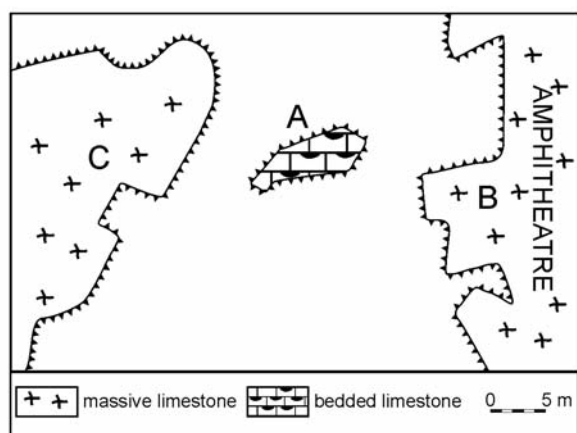 A
C
B
AMPHITHEATRE
massive limestone
bedded limestone
0 5 m